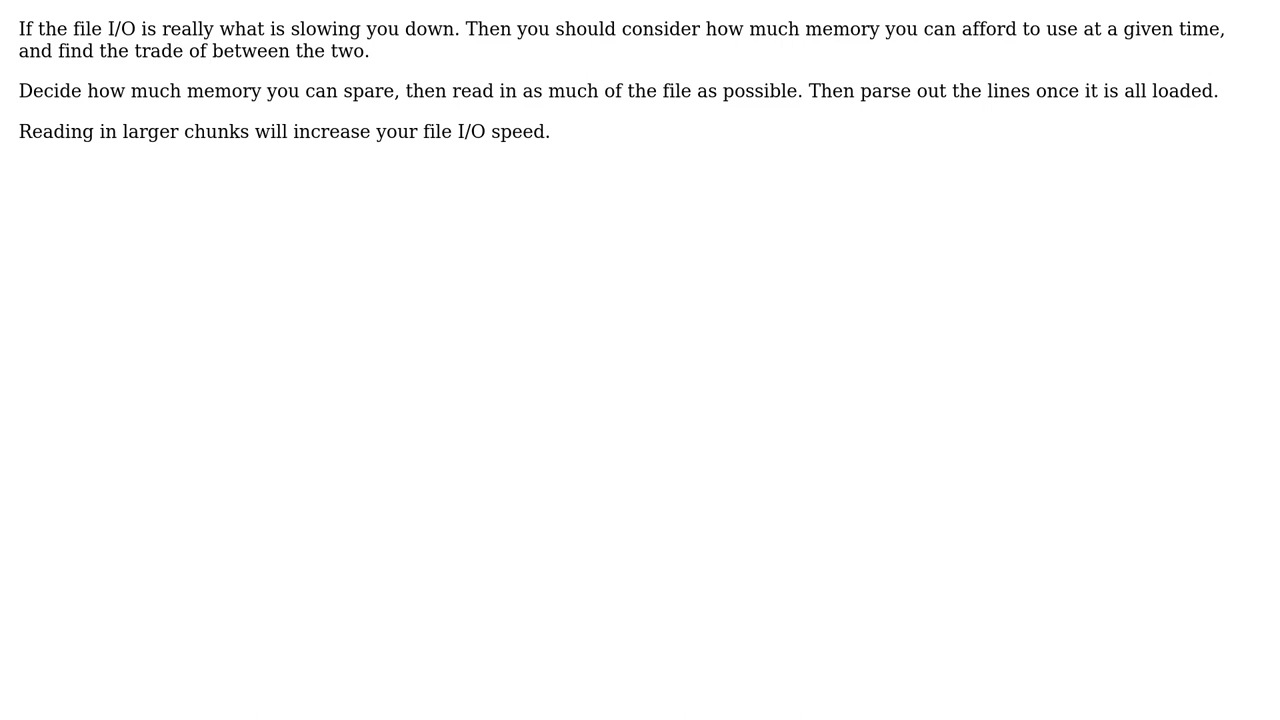 If the file I/O is really what is slowing you down. Then you should consider how much memory you can afford to use at a given time,
and find the trade of between the two.
Decide how much memory you can spare, then read in as much of the file as possible. Then parse out the lines once it is all loaded.
Reading in larger chunks will increase your file I/O speed.